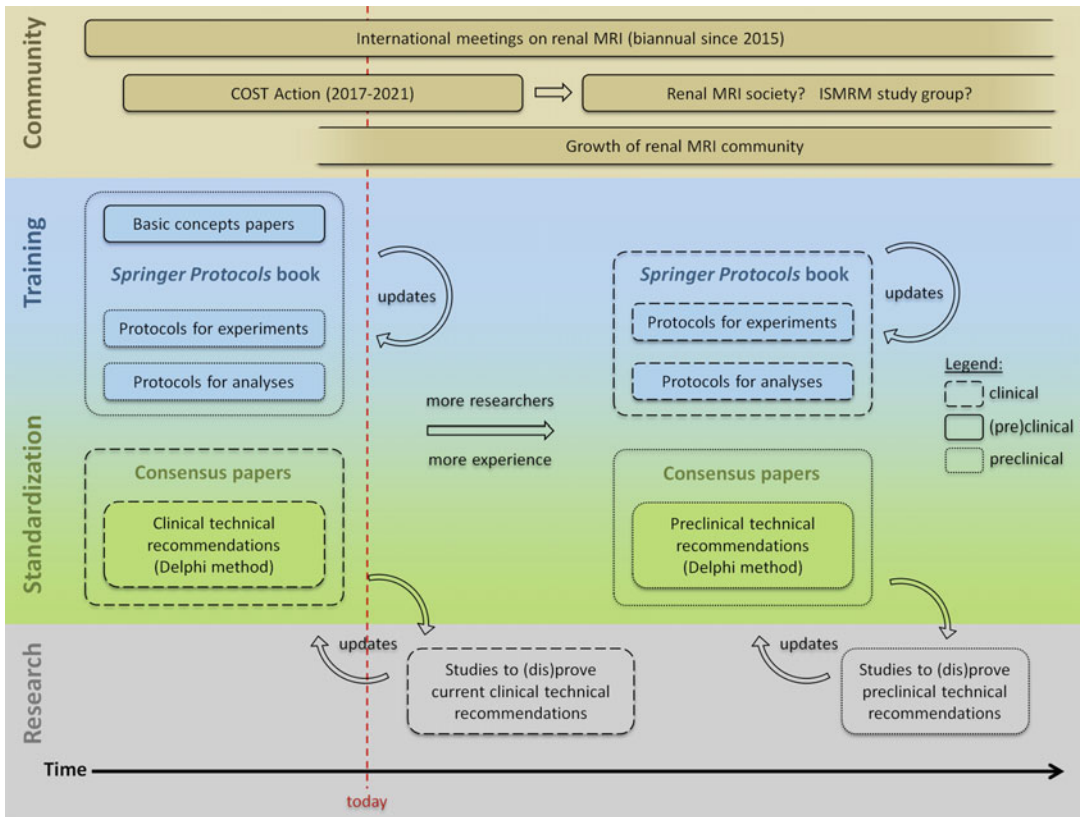 Community
International meetings on renal MRI (biannual since 2015)
COST Action (2017-2021)
Renal MRI society? ISMRM study group?
Growth of renal MRI community
Training
Basic concepts papers
Springer Protocols book
Protocols for experiments
Protocols for analyses
updates
more researchers
more experience
Springer Protocols book
Protocols for experiments
Protocols for analyses
updates
Legend:
clinical
(pre)clinical
preclinical
Standardization
Consensus papers
Clinical technical
recommendations
(Delphi method)
Consensus papers
Preclinical technical
recommendations
(Delphi method)
Research
updates
Studies to (dis)prove
current clinical technical
recommendations
updates
Studies to (dis)prove
preclinical technical
recommendations
Time
today